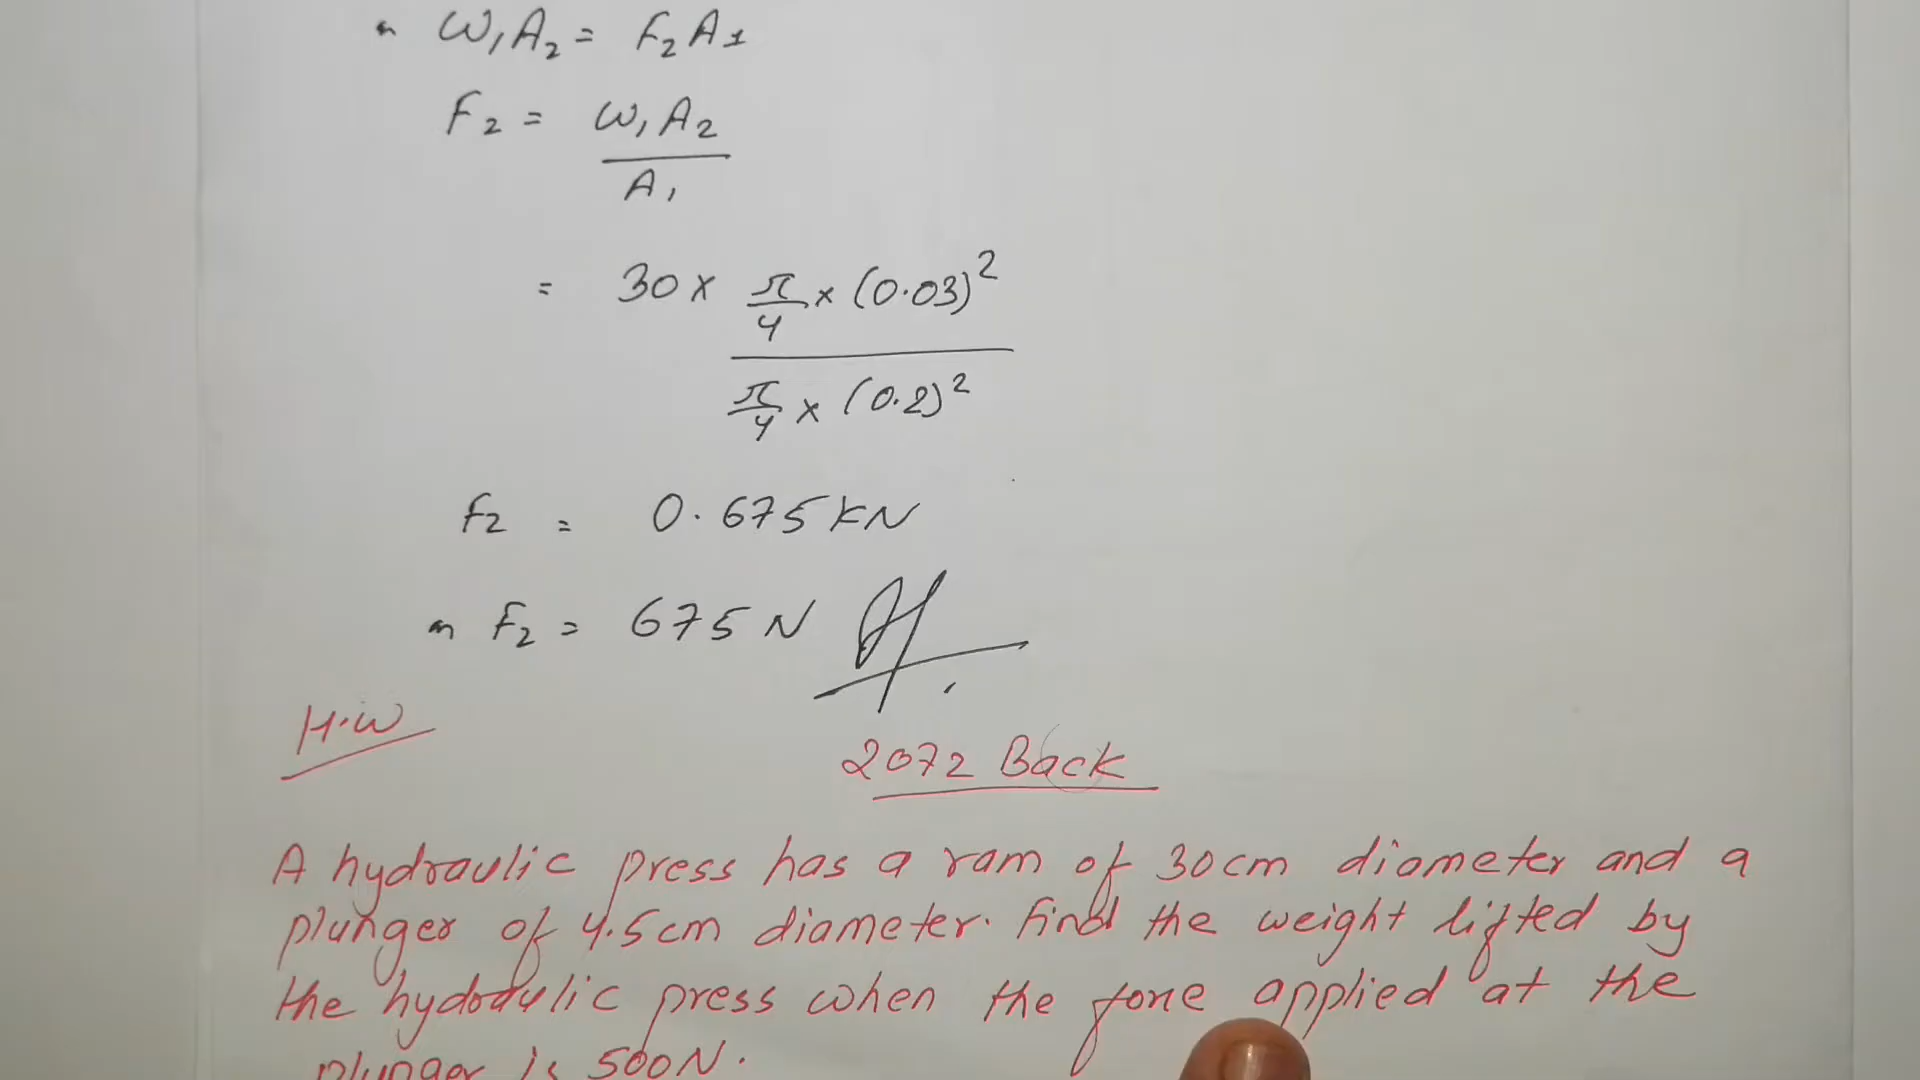 or W₁A₂ = F₂A₁
F₂ = W₁A₂
A₁
= 30 × π/4 × (0.03)²
π/4 × (0.2)²
F₂ = 0.675 KN
or F₂ = 675 N
H.W
2072 Back
A hydraulic press has a ram of 30cm diameter and a
plunger of 4.5cm diameter. Find the weight lifted by
the hydraulic press when the force applied at the
plunger is 500N.